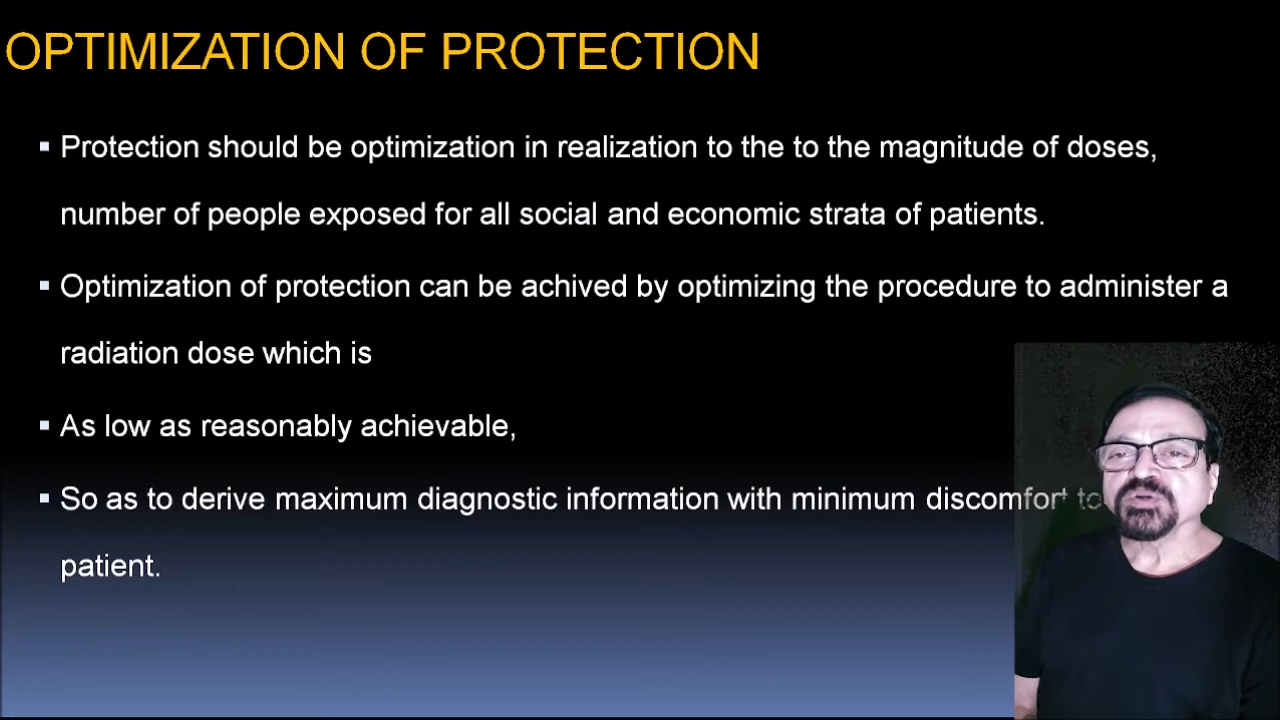 OPTIMIZATION OF PROTECTION
▪ Protection should be optimization in realization to the to the magnitude of doses,
number of people exposed for all social and economic strata of patients.
▪ Optimization of protection can be achived by optimizing the procedure to administer a
radiation dose which is
▪ As low as reasonably achievable,
▪ So as to derive maximum diagnostic information with minimum discomfort to
patient.